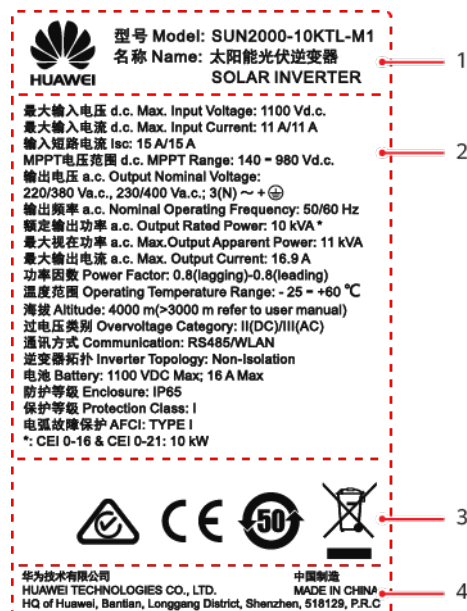 HUAWEI
型号 Model: SUN2000-10KTL-M1
名称 Name: 太阳能光伏逆变器
SOLAR INVERTER
1
最大输入电压 d.c. Max. Input Voltage: 1100 Vd.c.
最大输入电流 d.c. Max. Input Current: 11 A/11 A
输入短路电流 Isc: 15 A/15 A
MPPT电压范围 d.c. MPPT Range: 140 - 980 Vd.c.
输出电压 a.c. Output Nominal Voltage:
220/380 Va.c., 230/400 Va.c.; 3(N) ~ +
输出频率 a.c. Nominal Operating Frequency: 50/60 Hz
额定输出功率 a.c. Output Rated Power: 10 kVA *
最大视在功率 a.c. Max.Output Apparent Power: 11 kVA
最大输出电流 a.c. Max. Output Current: 16.9 A
功率因数 Power Factor: 0.8(lagging)-0.8(leading)
温度范围 Operating Temperature Range: - 25 - +60 ℃
海拔 Altitude: 4000 m(>3000 m refer to user manual)
过电压类别 Overvoltage Category: II(DC)/III(AC)
通讯方式 Communication: RS485/WLAN
逆变器拓扑 Inverter Topology: Non-Isolation
电池 Battery: 1100 VDC Max; 16 A Max
防护等级 Enclosure: IP65
保护等级 Protection Class: I
电弧故障保护 AFCI: TYPE I
*: CEI 0-16 & CEI 0-21: 10 kW
2
CE
50
3
华为技术有限公司 中国制造
HUAWEI TECHNOLOGIES CO., LTD. MADE IN CHINA
HQ of Huawei, Bantian, Longgang District, Shenzhen, 518129, P.R.C
4